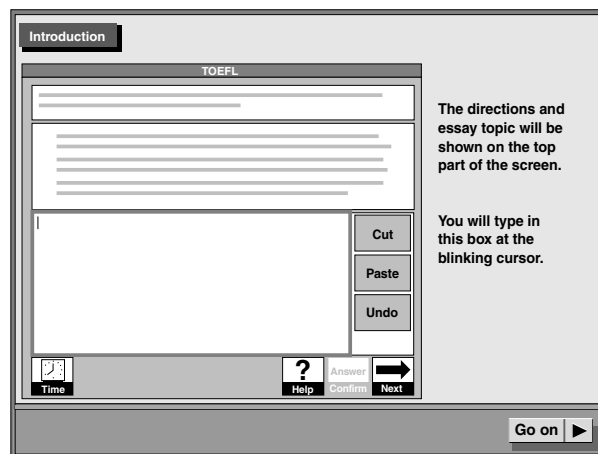 Introduction
TOEFL
The directions and
essay topic will be
shown on the top
part of the screen.
You will type in
this box at the
blinking cursor.
Cut
Paste
Undo
Time
?
Help
Answer
Confirm
Next
Go on